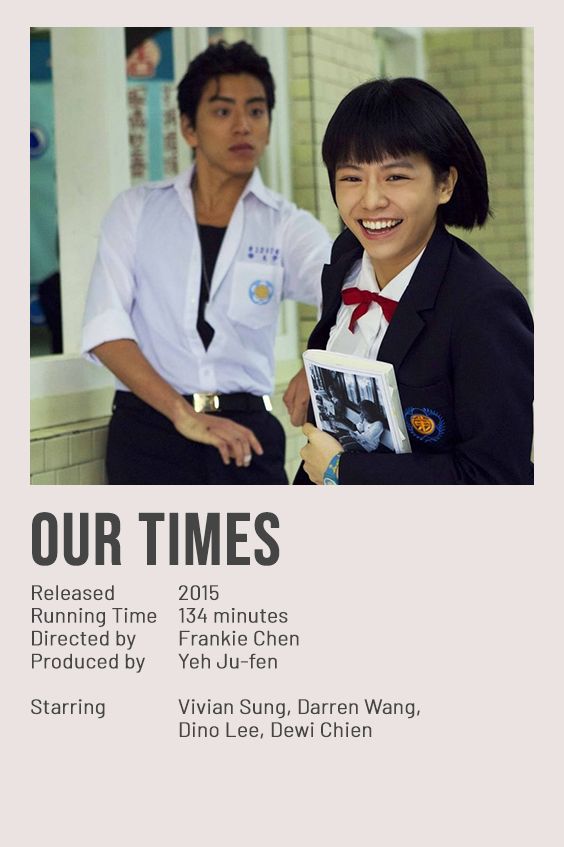 OUR TIMES
Released 2015
Running Time 134 minutes
Directed by Frankie Chen
Produced by Yeh Ju-fen
Starring Vivian Sung, Darren Wang,
Dino Lee, Dewi Chien